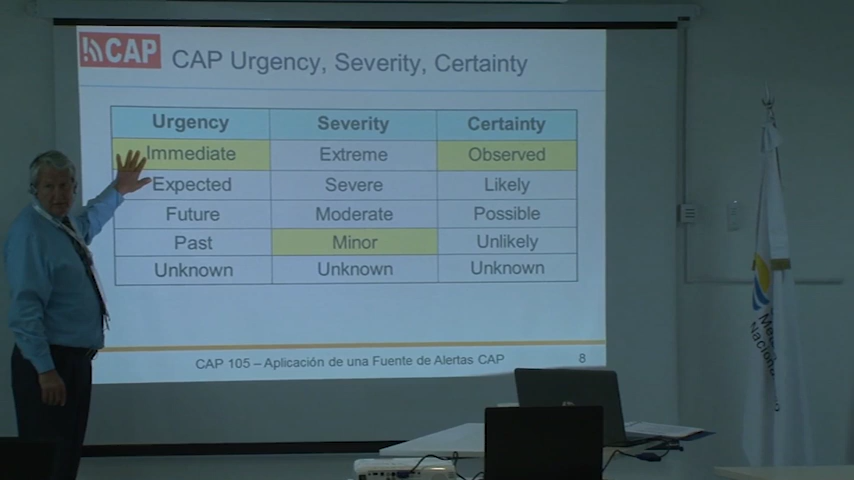 CAP
CAP Urgency, Severity, Certainty
Urgency Severity Certainty
Immediate Extreme Observed
Expected Severe Likely
Future Moderate Possible
Past Minor Unlikely
Unknown Unknown Unknown
CAP 105 – Aplicación de una Fuente de Alertas CAP 8
Nacional